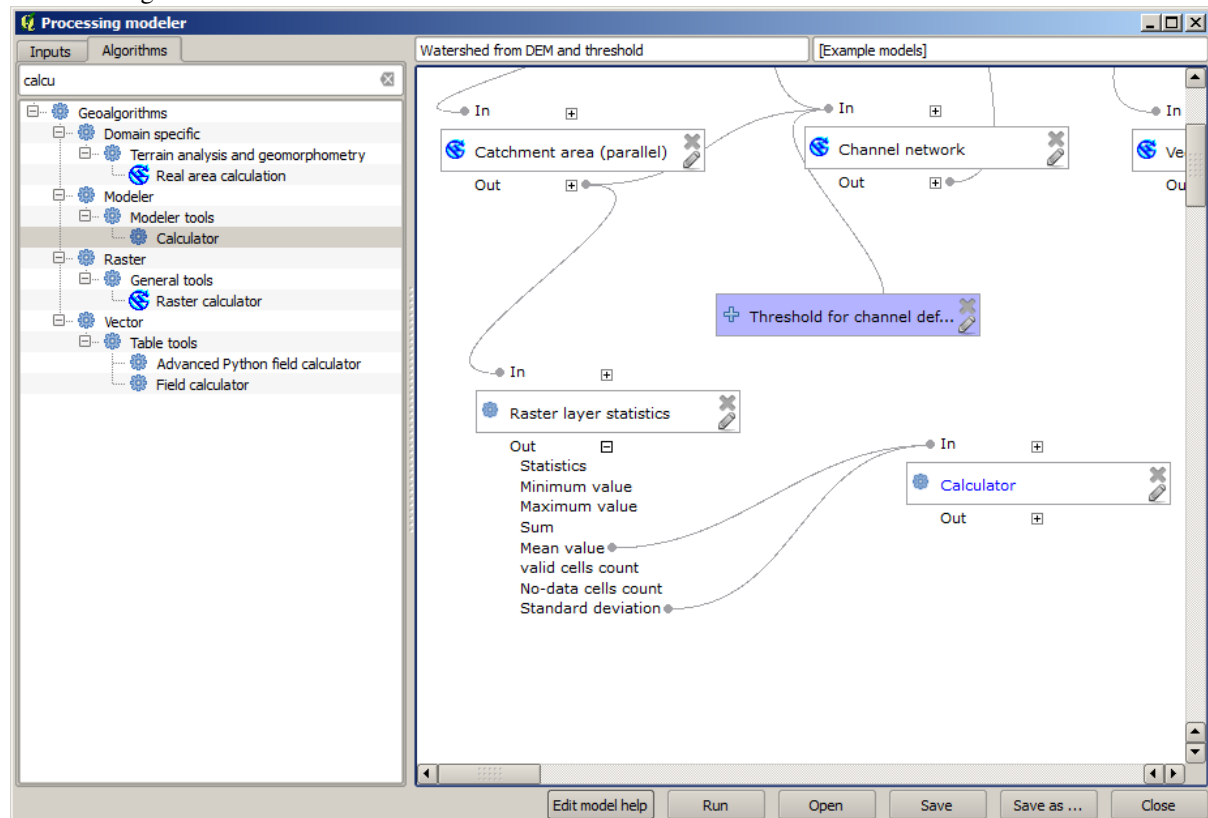 Processing modeler
Inputs Algorithms
Watershed from DEM and threshold [Example models]
calcu
Geoalgorithms
Domain specific
Terrain analysis and geomorphometry
Real area calculation
Modeler
Modeler tools
Calculator
Raster
General tools
Raster calculator
Vector
Table tools
Advanced Python field calculator
Field calculator
In
Catchment area (parallel)
Out
In
Channel network
Out
In
Ve
Ou
Threshold for channel def...
In
Raster layer statistics
Out
Statistics
Minimum value
Maximum value
Sum
Mean value
valid cells count
No-data cells count
Standard deviation
In
Calculator
Out
Edit model help Run Open Save Save as ... Close